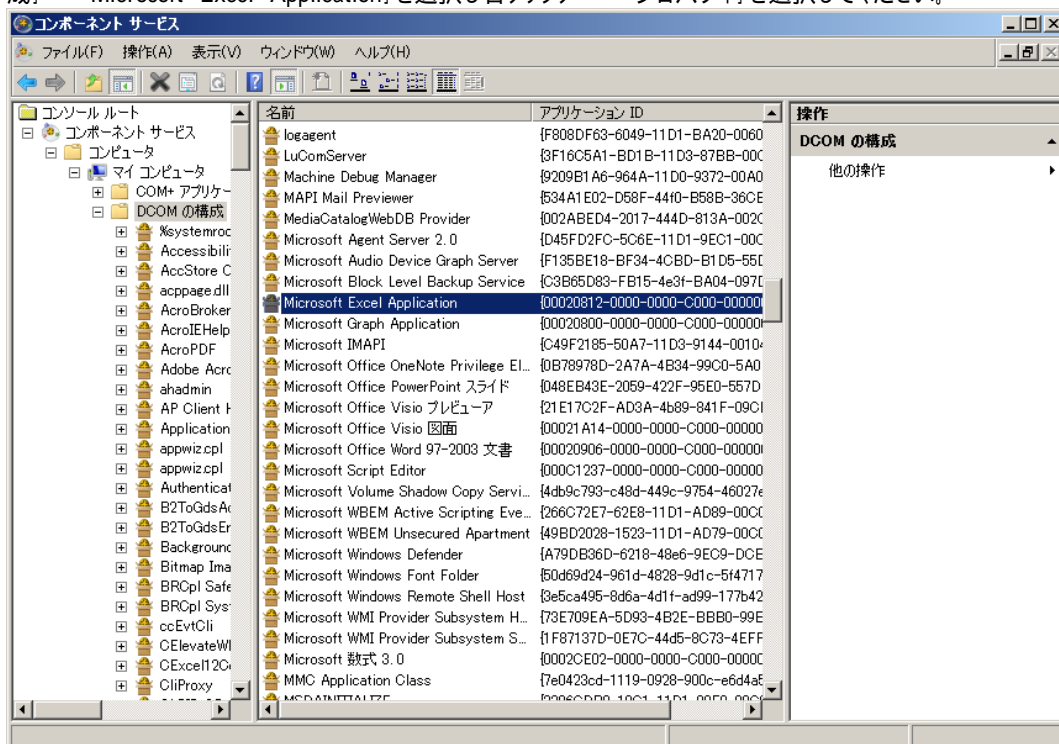 コンポーネント サービス
ファイル(F) 操作(A) 表示(V) ウィンドウ(W) ヘルプ(H)
コンソール ルート
コンポーネント サービス
コンピュータ
マイ コンピュータ
COM+ アプリケー
DCOM の構成
%systemroc
Accessibili
AccStore C
acppage.dll
AcroBroker
AcroIEHelp
AcroPDF
Adobe Acrc
ahadmin
AP Client H
Application
appwiz.cpl
appwiz.cpl
Authenticat
B2ToGdsAc
B2ToGdsEr
Background
Bitmap Ima
BRCpl Safe
BRCpl Sys
ccEvtCli
CElevateWl
CExcel12C
CliProxy
名前 アプリケーション ID
logagent {F808DF63-6049-11D1-BA20-0060
LuComServer {3F16C5A1-BD1B-11D3-87BB-00C
Machine Debug Manager {9209B1A6-964A-11D0-9372-00A0
MAPI Mail Previewer {534A1E02-D58F-44f0-B58B-36CE
MediaCatalogWebDB Provider {002ABED4-2017-444D-813A-002C
Microsoft Agent Server 2.0 {D45FD2FC-5C6E-11D1-9EC1-00C
Microsoft Audio Device Graph Server {F135BE18-BF34-4CBD-B1D5-55D
Microsoft Block Level Backup Service {C3B65D83-FB15-4e3f-BA04-097D
Microsoft Excel Application {00020812-0000-0000-C000-000000
Microsoft Graph Application {00020800-0000-0000-C000-000000
Microsoft IMAPI {C49F2185-50A7-11D3-9144-00104
Microsoft Office OneNote Privilege El... {0B78978D-2A7A-4B34-99C0-5A0
Microsoft Office PowerPoint スライド {048EB43E-2059-422F-95E0-557D
Microsoft Office Visio プレビューア {21E17C2F-AD3A-4b89-841F-09C
Microsoft Office Visio 図面 {00021A14-0000-0000-C000-00000
Microsoft Office Word 97-2003 文書 {00020906-0000-0000-C000-000000
Microsoft Script Editor {000C1237-0000-0000-C000-00000
Microsoft Volume Shadow Copy Servi... {4db9c793-c48d-449c-9754-46027e
Microsoft WBEM Active Scripting Eve... {266C72E7-62E8-11D1-AD89-00C0
Microsoft WBEM Unsecured Apartment {49BD2028-1523-11D1-AD79-00C0
Microsoft Windows Defender {A79DB36D-6218-48e6-9EC9-DCE
Microsoft Windows Font Folder {50d69d24-961d-4828-9d1c-5f4717
Microsoft Windows Remote Shell Host {3e5ca495-8d6a-4d1f-ad99-177b42
Microsoft WMI Provider Subsystem H... {73E709EA-5D93-4B2E-BBB0-99E
Microsoft WMI Provider Subsystem S... {1F87137D-0E7C-44d5-8C73-4EFF
Microsoft 数式 3.0 {0002CE02-0000-0000-C000-00000
MMC Application Class {7e0423cd-1119-0928-900c-e6d4a5
操作
DCOM の構成
他の操作